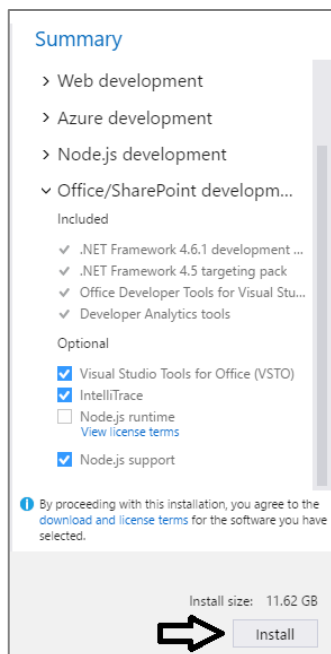 Summary
Web development
Azure development
Node.js development
Office/SharePoint developm...
Included
.NET Framework 4.6.1 development ...
.NET Framework 4.5 targeting pack
Office Developer Tools for Visual Stu...
Developer Analytics tools
Optional
Visual Studio Tools for Office (VSTO)
IntelliTrace
Node.js runtime
View license terms
Node.js support
By proceeding with this installation, you agree to the
download and license terms for the software you have
selected.
Install size: 11.62 GB
Install